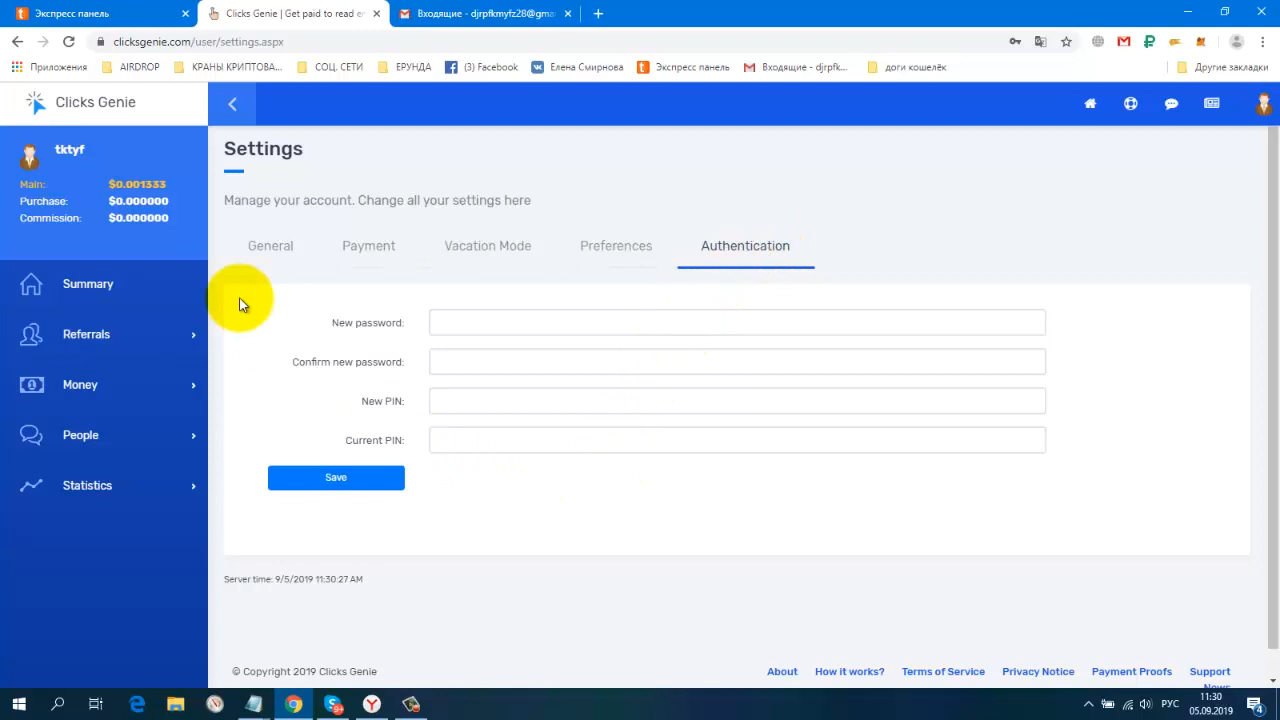 Экспресс панель
Clicks Genie | Get paid to read e
Входящие - djrpfkmyfz28@gma
clicksgenie.com/user/settings.aspx
Приложения
AIRDROP
КРАНЫ КРИПТОВА...
СОЦ. СЕТИ
ЕРУНДА
(3) Facebook
Елена Смирнова
Экспресс панель
Входящие - djrpfk...
доги кошелёк
Другие закладки
Clicks Genie
tktyf
Main: $0.001333
Purchase: $0.000000
Commission: $0.000000
Summary
Referrals
Money
People
Statistics
Settings
Manage your account. Change all your settings here
General
Payment
Vacation Mode
Preferences
Authentication
New password:
Confirm new password:
New PIN:
Current PIN:
Save
Server time: 9/5/2019 11:30:27 AM
© Copyright 2019 Clicks Genie
About
How it works?
Terms of Service
Privacy Notice
Payment Proofs
Support
News
РУС
11:30
05.09.2019
4